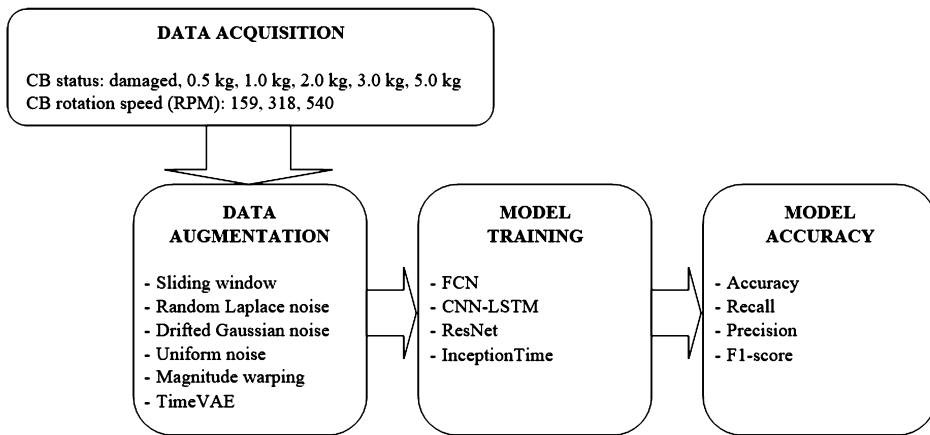 DATA ACQUISITION
CB status: damaged, 0.5 kg, 1.0 kg, 2.0 kg, 3.0 kg, 5.0 kg
CB rotation speed (RPM): 159, 318, 540
DATA
AUGMENTATION
- Sliding window
- Random Laplace noise
- Drifted Gaussian noise
- Uniform noise
- Magnitude warping
- TimeVAE
MODEL
TRAINING
- FCN
- CNN-LSTM
- ResNet
- InceptionTime
MODEL
ACCURACY
- Accuracy
- Recall
- Precision
- F1-score